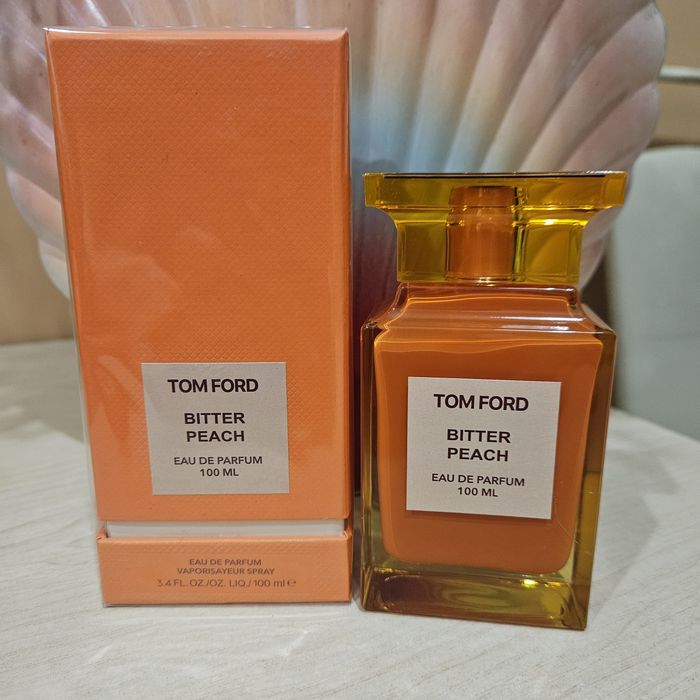 TOM FORD
BITTER
PEACH
EAU DE PARFUM
100 ML
EAU DE PARFUM
VAPORISAYEUR SPRAY
3.4 FL. OZ./OZ. LIQ./ 100 ml ℮
TOM FORD
BITTER
PEACH
EAU DE PARFUM
100 ML